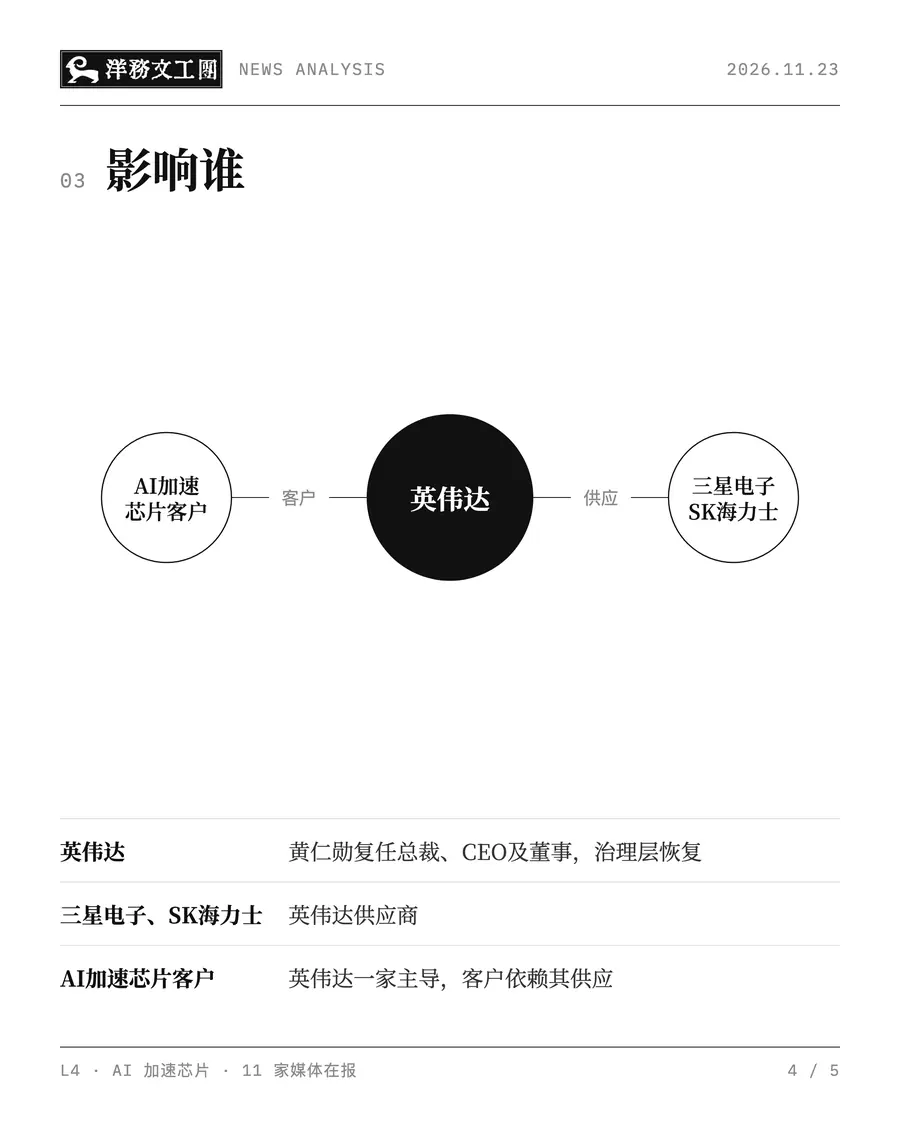 洋務文工團 NEWS ANALYSIS 2026.11.23
03 影响谁
AI加速
芯片客户
客户
英伟达
供应
三星电子
SK海力士
英伟达 黄仁勋复任总裁、CEO及董事，治理层恢复
三星电子、SK海力士 英伟达供应商
AI加速芯片客户 英伟达一家主导，客户依赖其供应
L4 · AI 加速芯片 · 11 家媒体在报 4 / 5